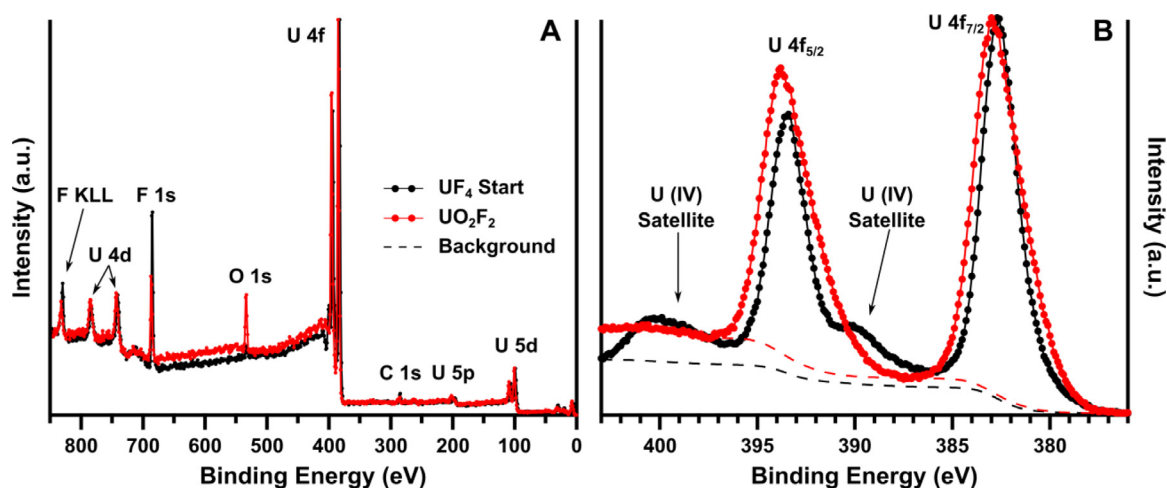 A
U 4f
F KLL
F 1s
U 4d
O 1s
UF₄ Start
UO₂F₂
Background
C 1s
U 5p
U 5d
Intensity (a.u.)
800
700
600
500
400
300
200
100
0
Binding Energy (eV)
B
U 4f₇/₂
U 4f₅/₂
U (IV)
Satellite
U (IV)
Satellite
Intensity (a.u.)
400
395
390
385
380
Binding Energy (eV)